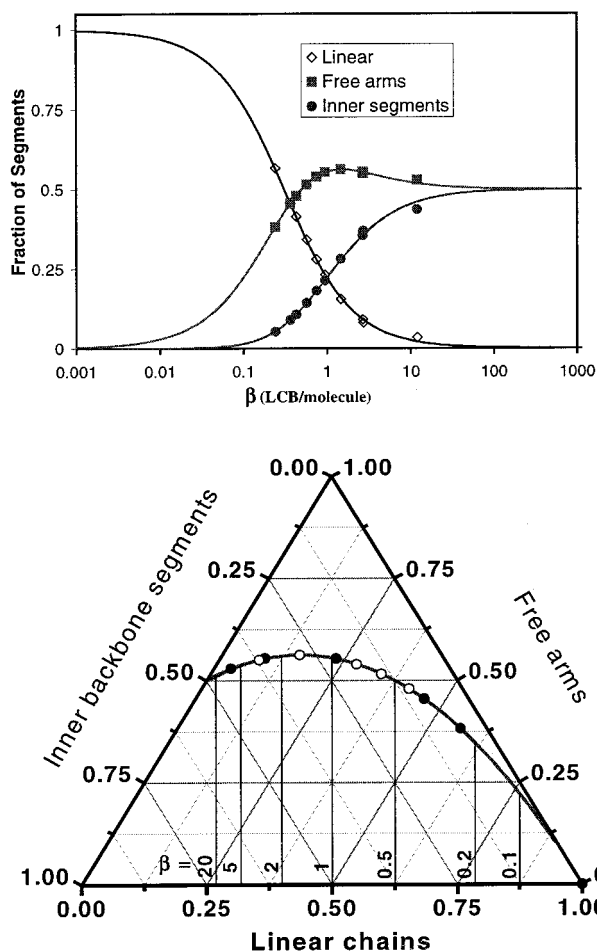 1
◇ Linear
■ Free arms
● Inner segments
0.75
0.5
0.25
0
Fraction of Segments
0.001 0.01 0.1 1 10 100 1000
β (LCB/molecule)
0.00 1.00
Inner backbone segments
Free arms
0.25 0.75
0.50 0.50
0.75 0.25
β = 20 5 2 1 0.5 0.2 0.1
1.00
0.00 0.25 0.50 0.75 1.00
Linear chains